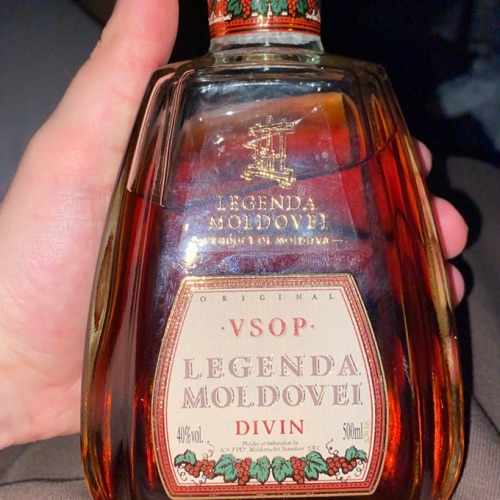 LEGENDA
MOLDOVEI
PRODUCT OF MOLDOVA
ORIGINAL
·VSOP·
LEGENDA
MOLDOVEI
DIVIN
40%vol.
500ml